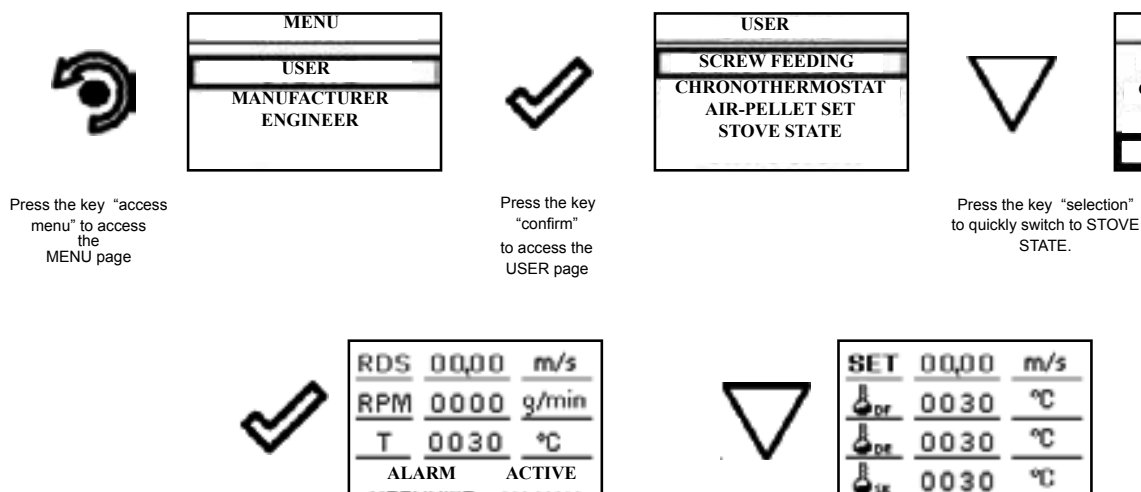 MENU
USER
MANUFACTURER
ENGINEER
USER
SCREW FEEDING
CHRONOTHERMOSTAT
AIR-PELLET SET
STOVE STATE
Press the key “access
menu” to access
the
MENU page
Press the key
“confirm”
to access the
USER page
Press the key “selection”
to quickly switch to STOVE
STATE.
RDS 00,00 m/s
RPM 0000 g/min
T 0030 °C
ALARM ACTIVE
SET 00,00 m/s
DF 0030 °C
DE 0030 °C
0030 °C